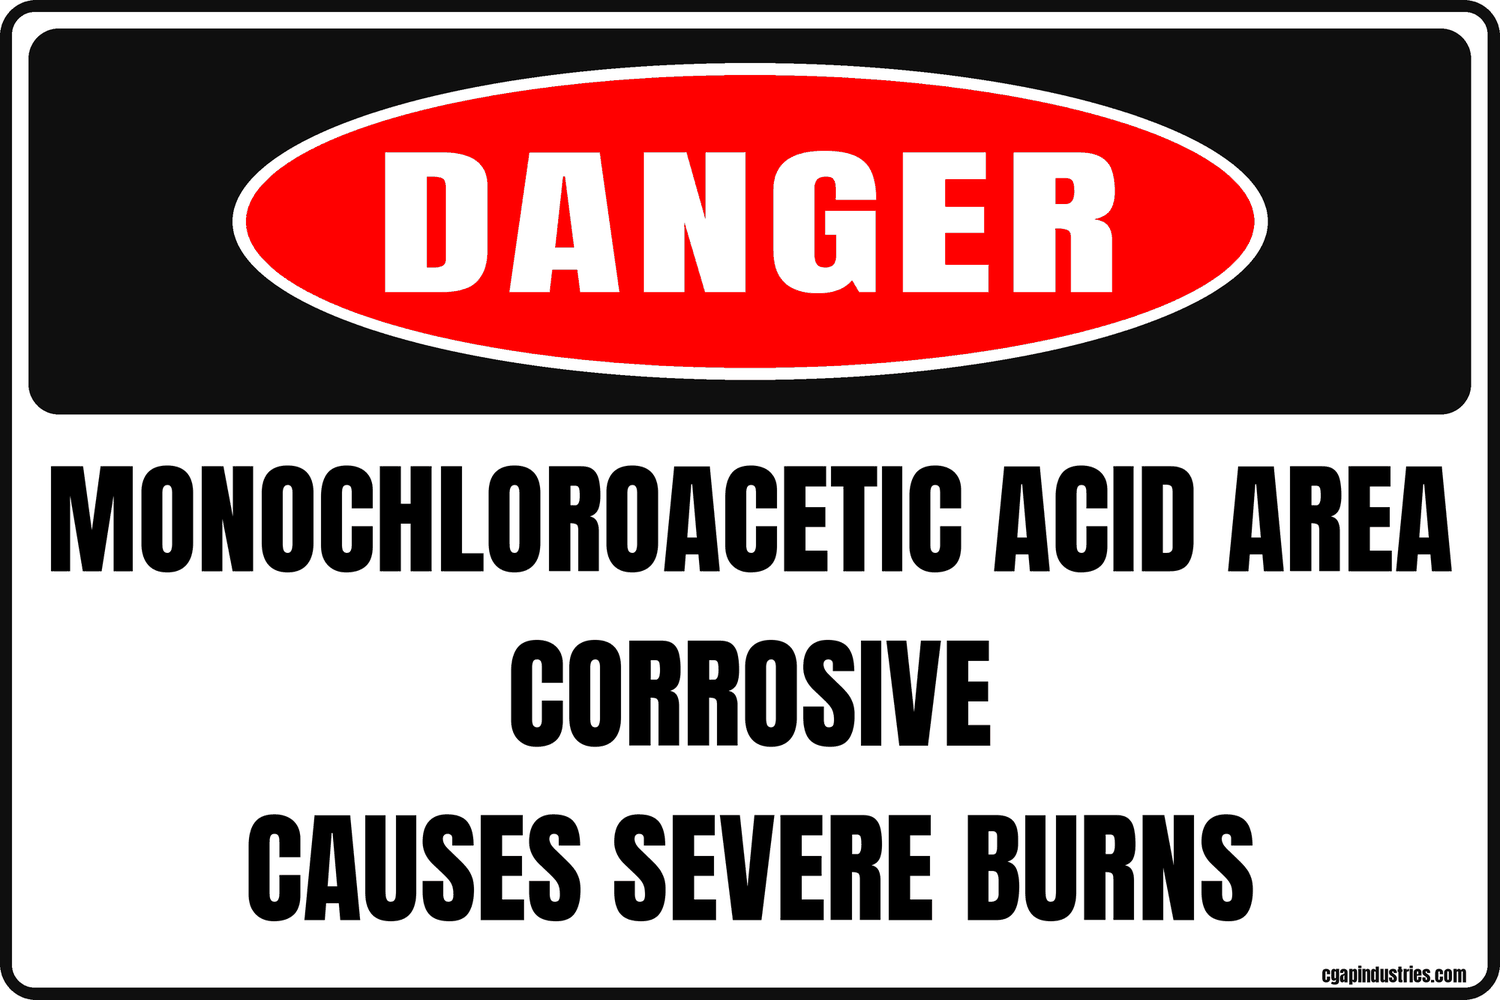 DANGER
MONOCHLOROACETIC ACID AREA
CORROSIVE
CAUSES SEVERE BURNS
cgapindustries.com